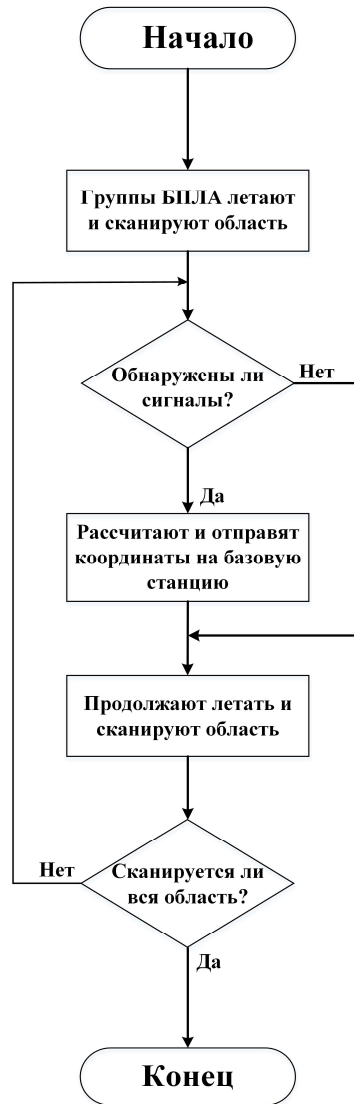 Начало
Группы БПЛА летают
и сканируют область
Обнаружены ли
сигналы?
Нет
Да
Рассчитают и отправят
координаты на базовую
станцию
Продолжают летать и
сканируют область
Сканируется ли
вся область?
Нет
Да
Конец